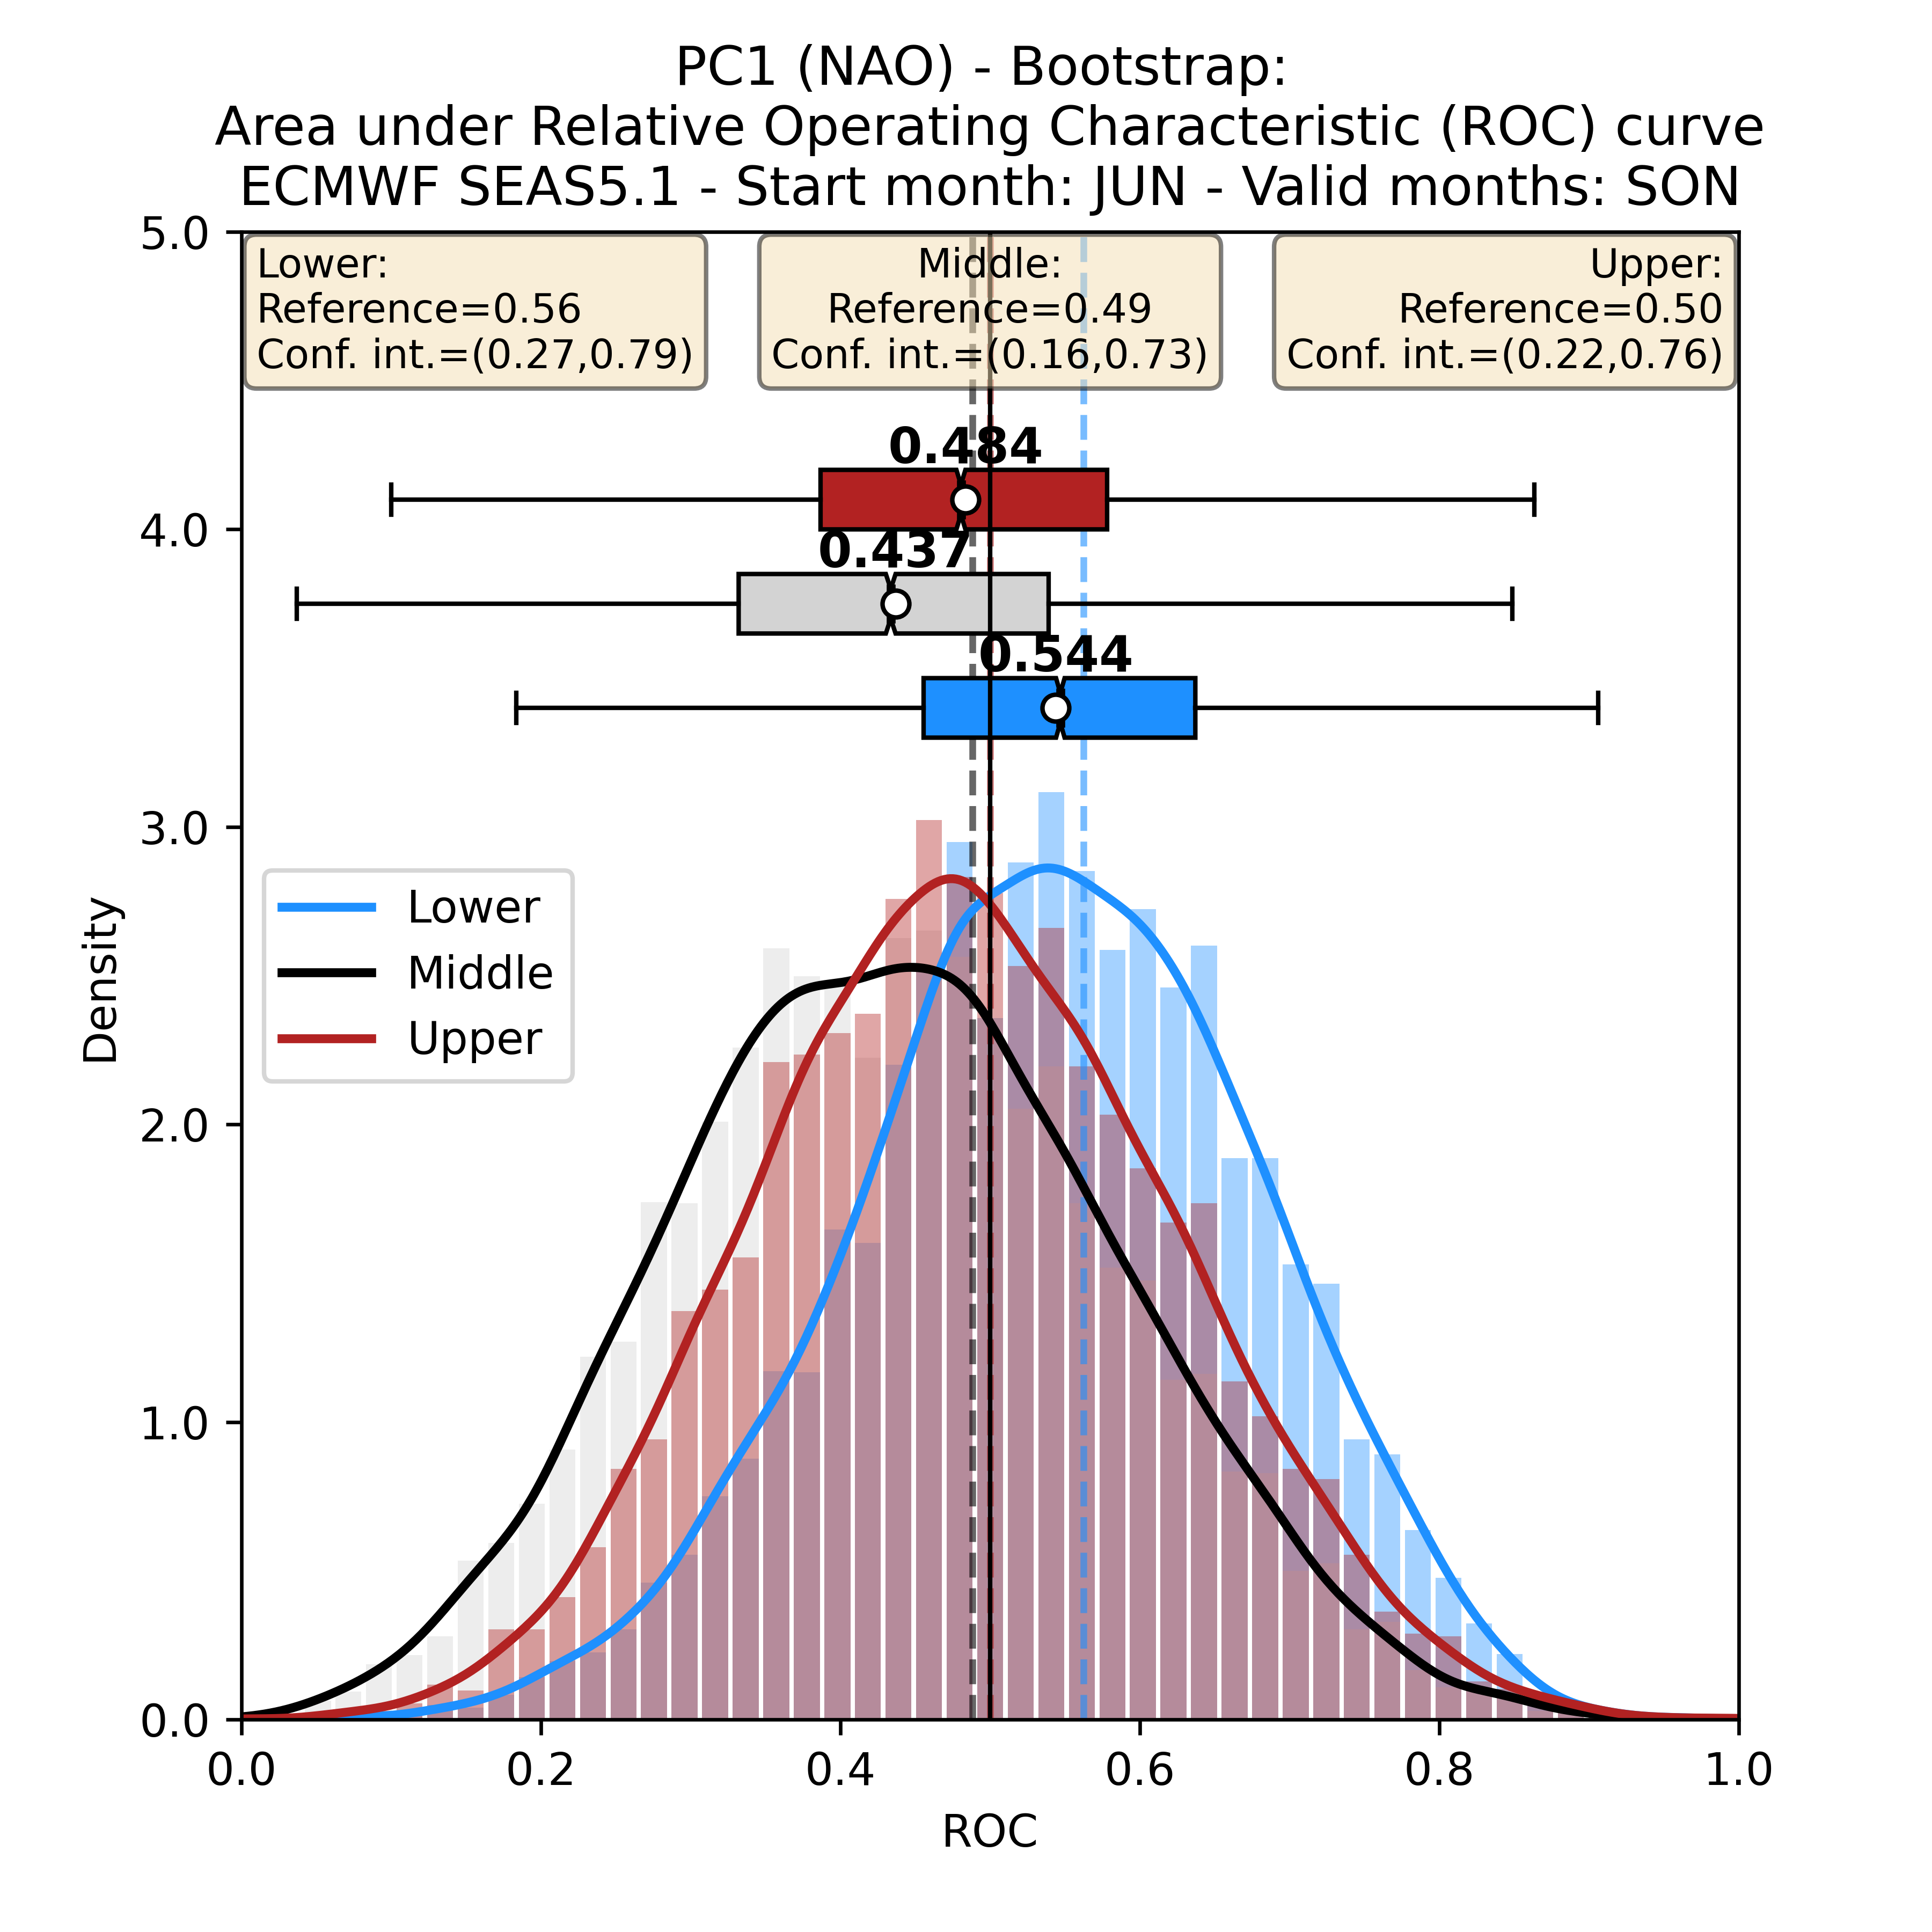 PC1 (NAO) - Bootstrap:
Area under Relative Operating Characteristic (ROC) curve
ECMWF SEAS5.1 - Start month: JUN - Valid months: SON
5.0
Lower:
Reference=0.56
Conf. int.=(0.27,0.79)
Middle:
Reference=0.49
Conf. int.=(0.16,0.73)
Upper:
Reference=0.50
Conf. int.=(0.22,0.76)
0.484
4.0
0.437
0.544
3.0
Lower
Middle
Upper
Density
2.0
1.0
0.0
0.0 0.2 0.4 0.6 0.8 1.0
ROC